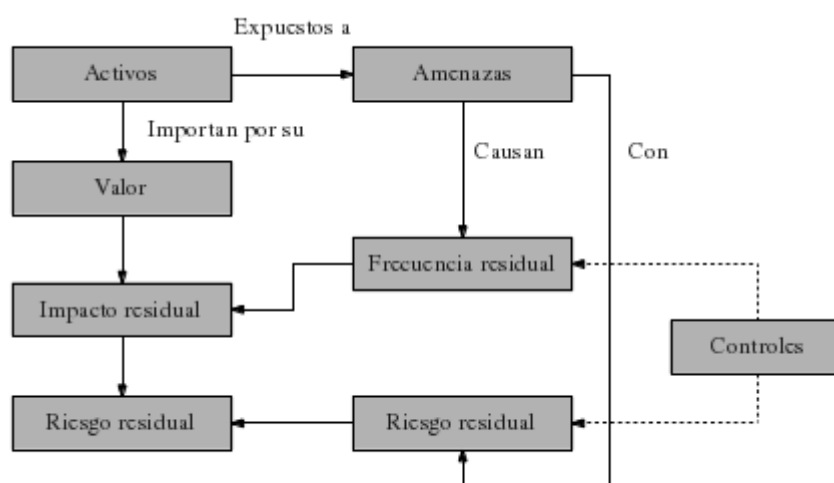 Expuestos a
Activos
Amenazas
Importan por su
Causan
Con
Valor
Frecuencia residual
Impacto residual
Controles
Riesgo residual
Riesgo residual